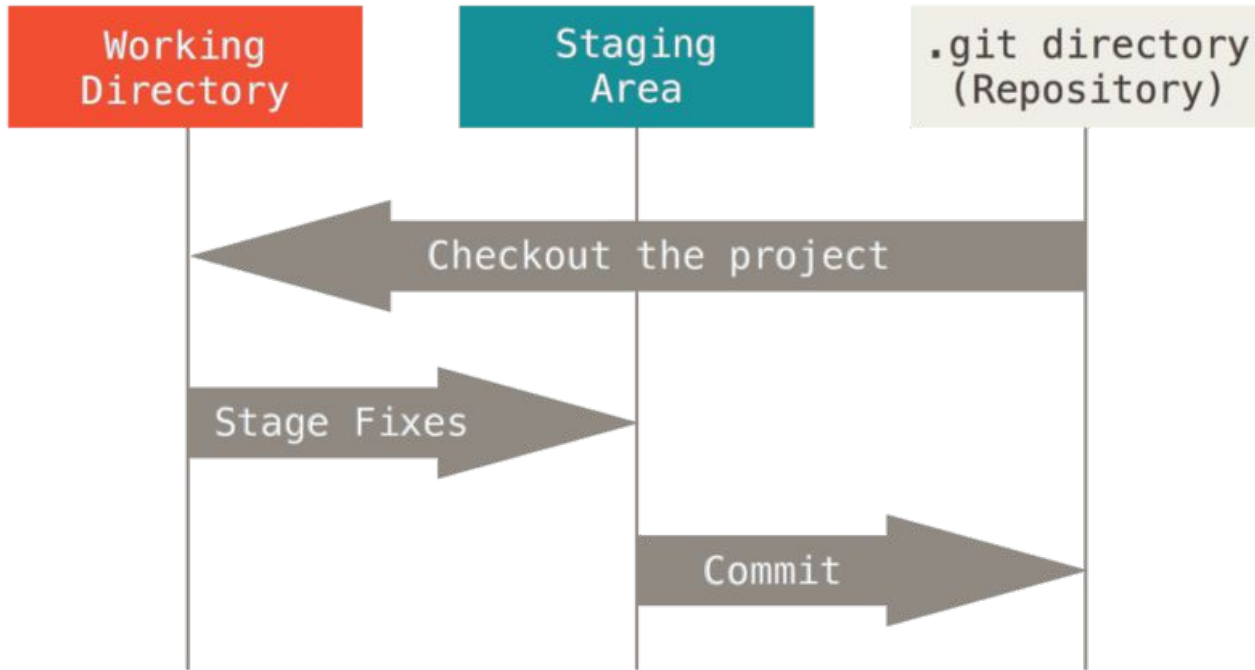 Working
Directory
Staging
Area
.git directory
(Repository)
Checkout the project
Stage Fixes
Commit